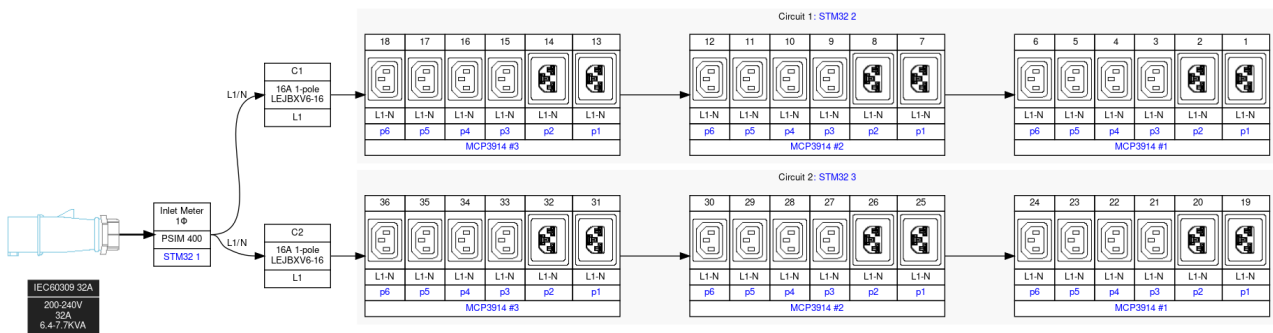 Circuit 1: STM32 2
18 17 16 15 14 13
12 11 10 9 8 7
6 5 4 3 2 1
C1
16A 1-pole
LEJBXV6-16
L1
L1/N
L1-N L1-N L1-N L1-N L1-N L1-N
L1-N L1-N L1-N L1-N L1-N L1-N
L1-N L1-N L1-N L1-N L1-N L1-N
p6 p5 p4 p3 p2 p1
p6 p5 p4 p3 p2 p1
p6 p5 p4 p3 p2 p1
MCP3914 #3
MCP3914 #2
MCP3914 #1
Circuit 2: STM32 3
36 35 34 33 32 31
30 29 28 27 26 25
24 23 22 21 20 19
Inlet Meter
1Φ
PSIM 400
STM32 1
L1/N
C2
16A 1-pole
LEJBXV6-16
L1
L1-N L1-N L1-N L1-N L1-N L1-N
L1-N L1-N L1-N L1-N L1-N L1-N
L1-N L1-N L1-N L1-N L1-N L1-N
p6 p5 p4 p3 p2 p1
p6 p5 p4 p3 p2 p1
p6 p5 p4 p3 p2 p1
MCP3914 #3
MCP3914 #2
MCP3914 #1
IEC60309 32A
200-240V
32A
6.4-7.7KVA